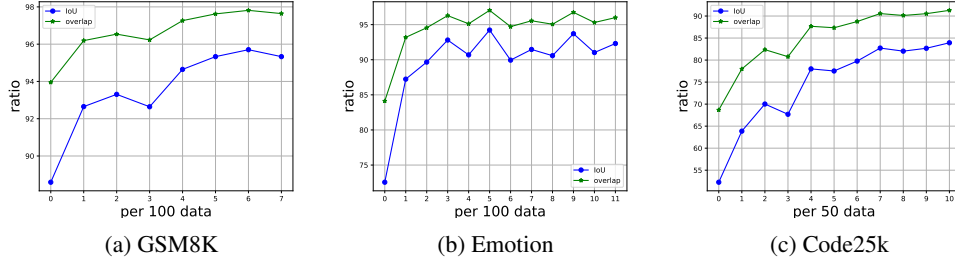 IoU
overlap
98
96
94
92
90
ratio
0 1 2 3 4 5 6 7
per 100 data
(a) GSM8K
95
90
85
80
75
ratio
IoU
overlap
0 1 2 3 4 5 6 7 8 9 10 11
per 100 data
(b) Emotion
IoU
overlap
90
85
80
75
70
65
60
55
ratio
0 1 2 3 4 5 6 7 8 9 10
per 50 data
(c) Code25k